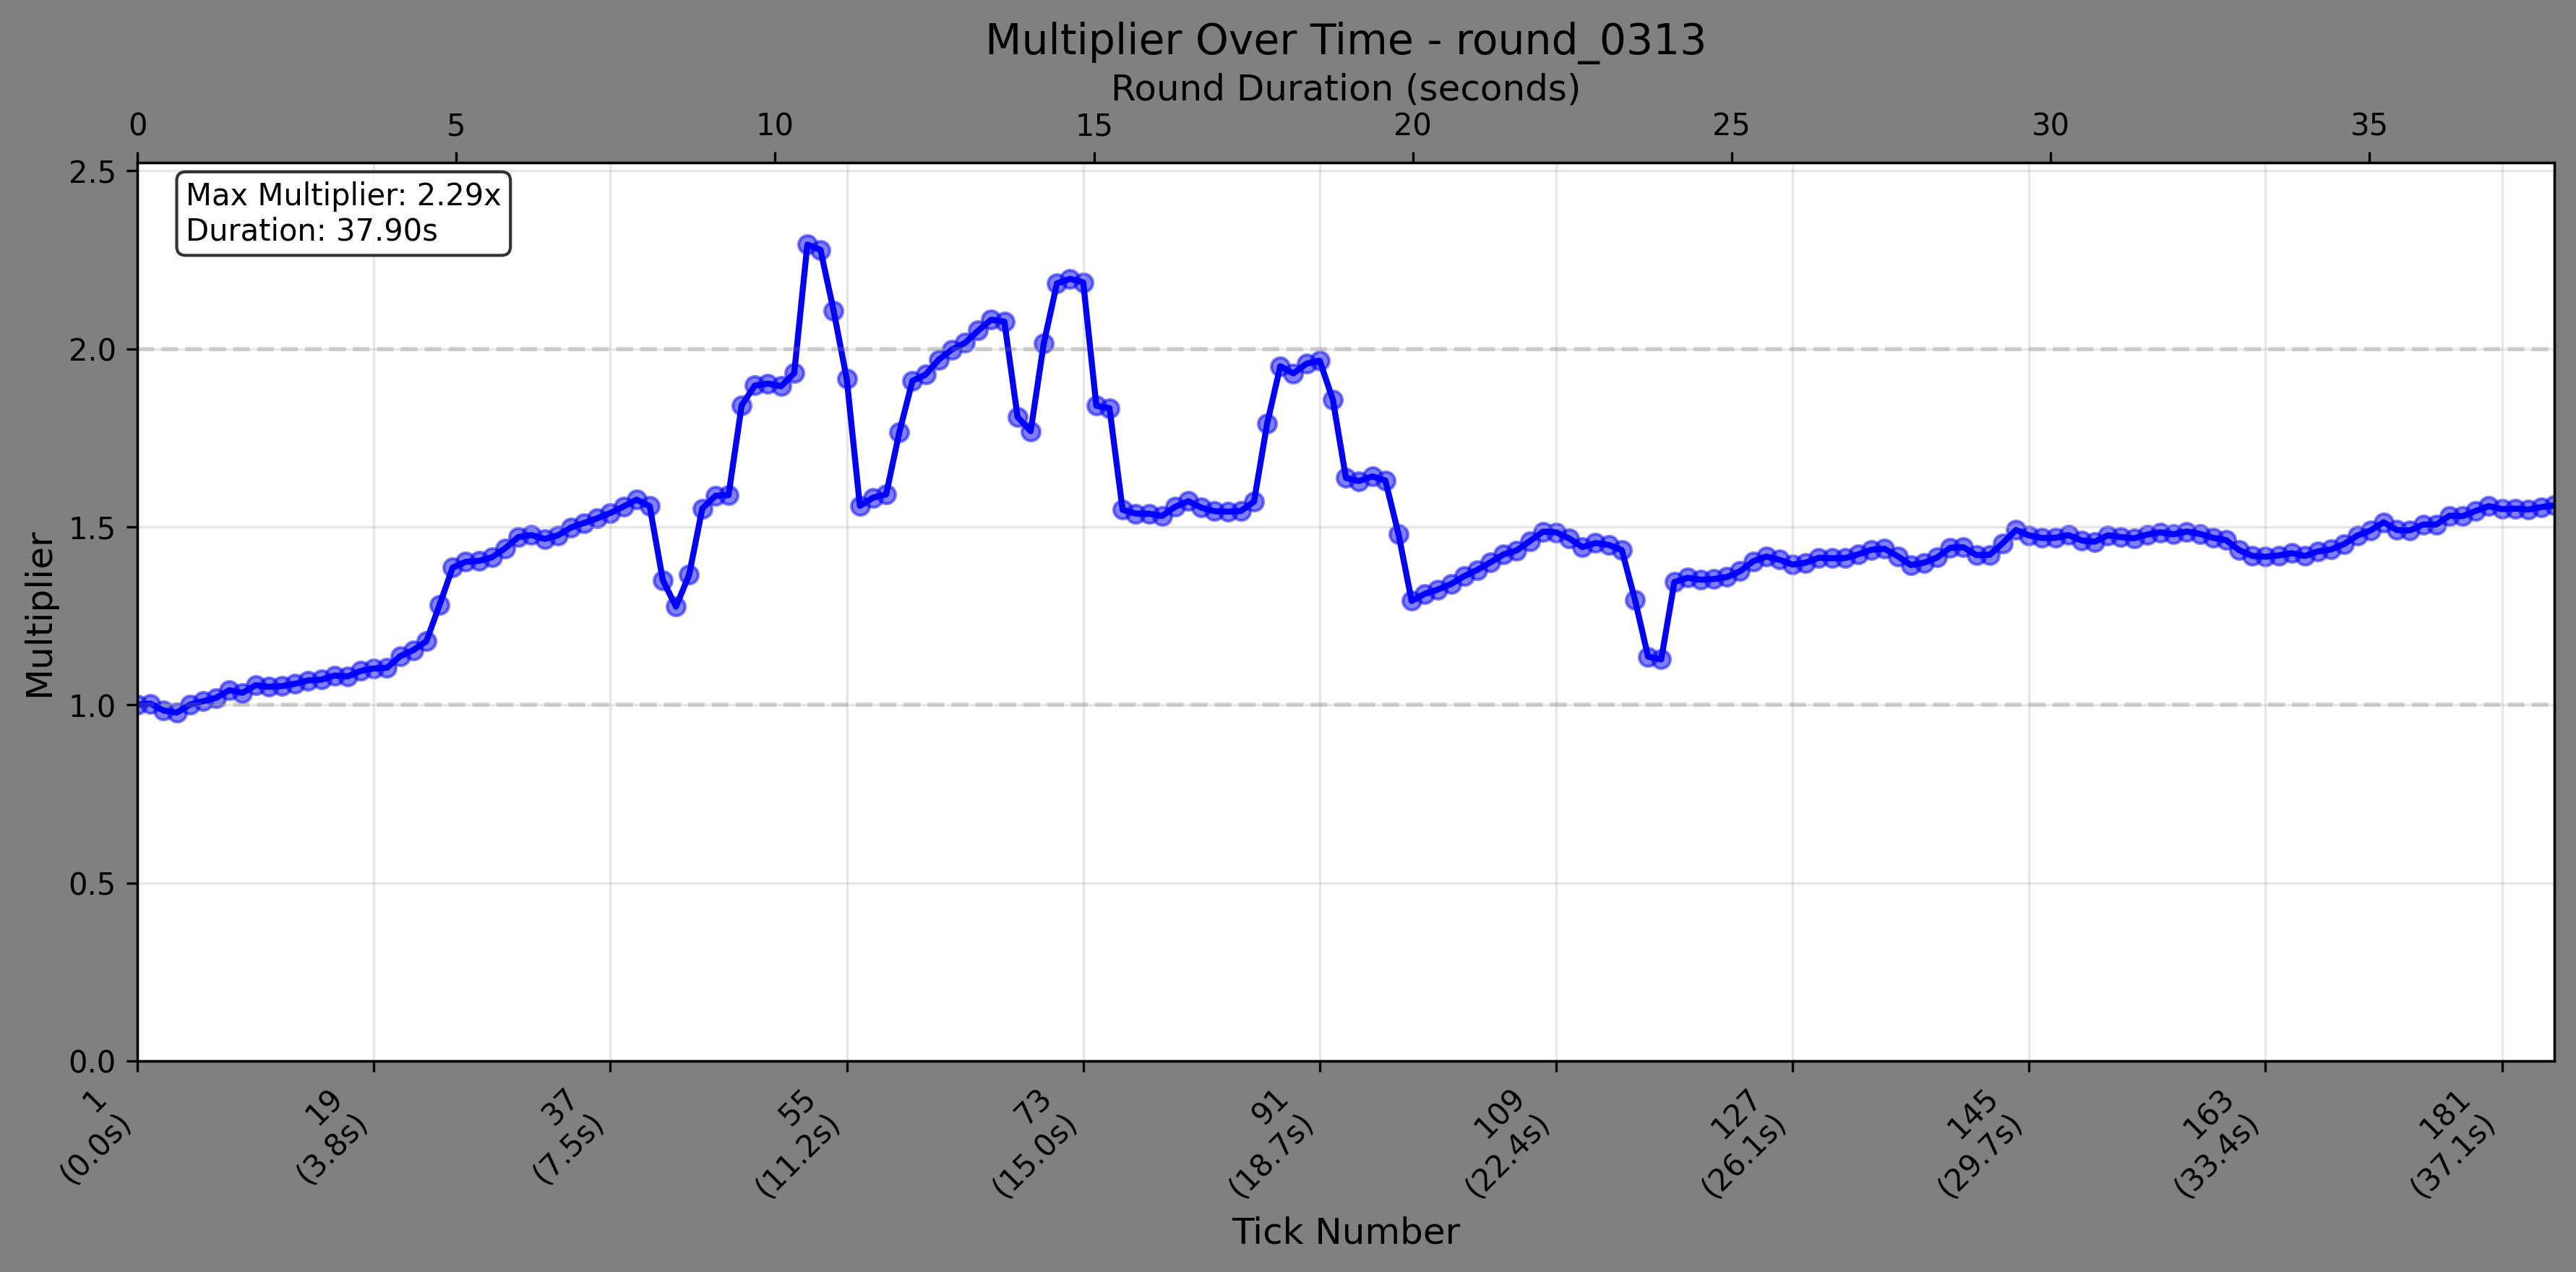 Multiplier Over Time - round_0313
Round Duration (seconds)
0 5 10 15 20 25 30 35
Max Multiplier: 2.29x
Duration: 37.90s
2.5
2.0
1.5
1.0
0.5
0.0
Multiplier
1
(0.0s)
19
(3.8s)
37
(7.5s)
55
(11.2s)
73
(15.0s)
91
(18.7s)
109
(22.4s)
127
(26.1s)
145
(29.7s)
163
(33.4s)
181
(37.1s)
Tick Number